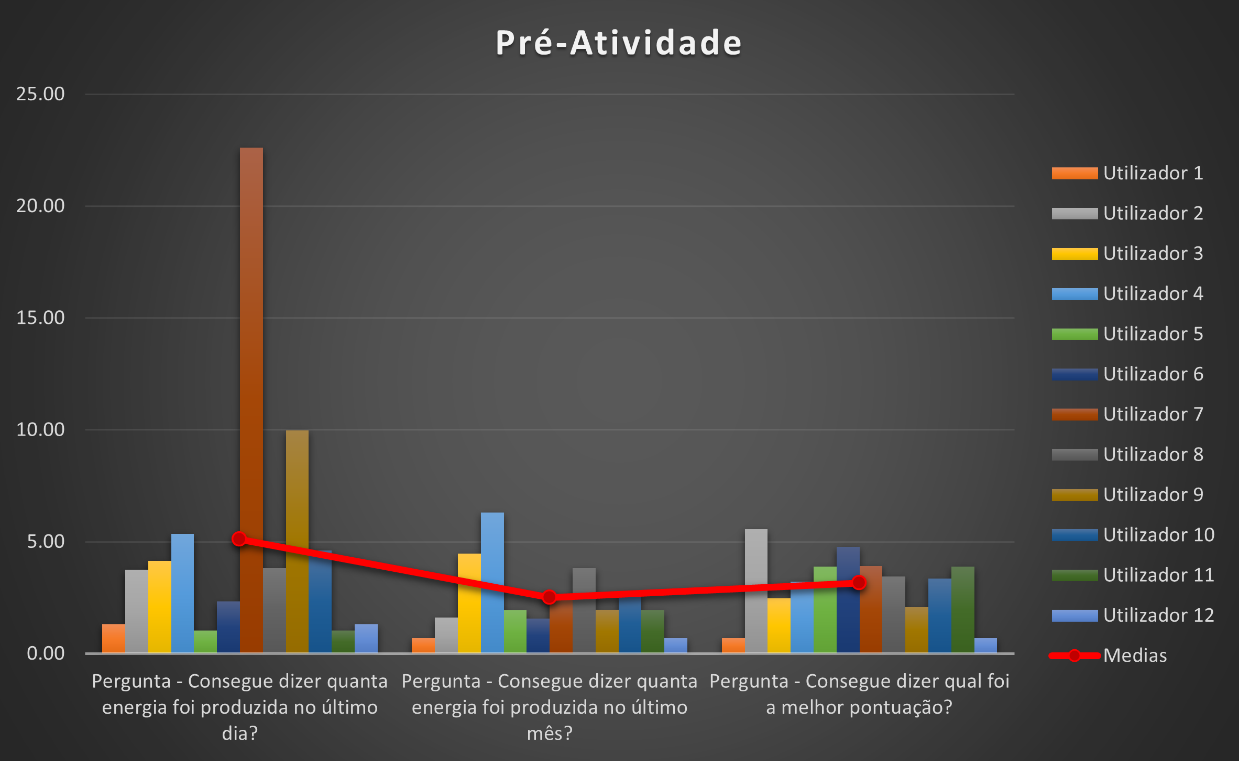 Pré-Atividade
25.00
20.00
15.00
10.00
5.00
0.00
Pergunta - Consegue dizer quanta
energia foi produzida no último
dia?
Pergunta - Consegue dizer quanta
energia foi produzida no último
mês?
Pergunta - Consegue dizer qual foi
a melhor pontuação?
Utilizador 1
Utilizador 2
Utilizador 3
Utilizador 4
Utilizador 5
Utilizador 6
Utilizador 7
Utilizador 8
Utilizador 9
Utilizador 10
Utilizador 11
Utilizador 12
Medias